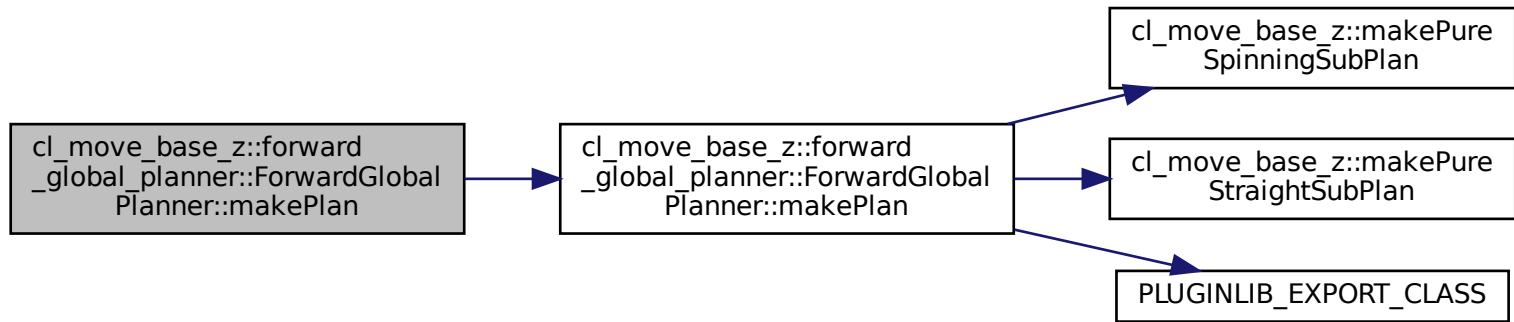 cl_move_base_z::forward
_global_planner::ForwardGlobal
Planner::makePlan
cl_move_base_z::forward
_global_planner::ForwardGlobal
Planner::makePlan
cl_move_base_z::makePure
SpinningSubPlan
cl_move_base_z::makePure
StraightSubPlan
PLUGINLIB_EXPORT_CLASS